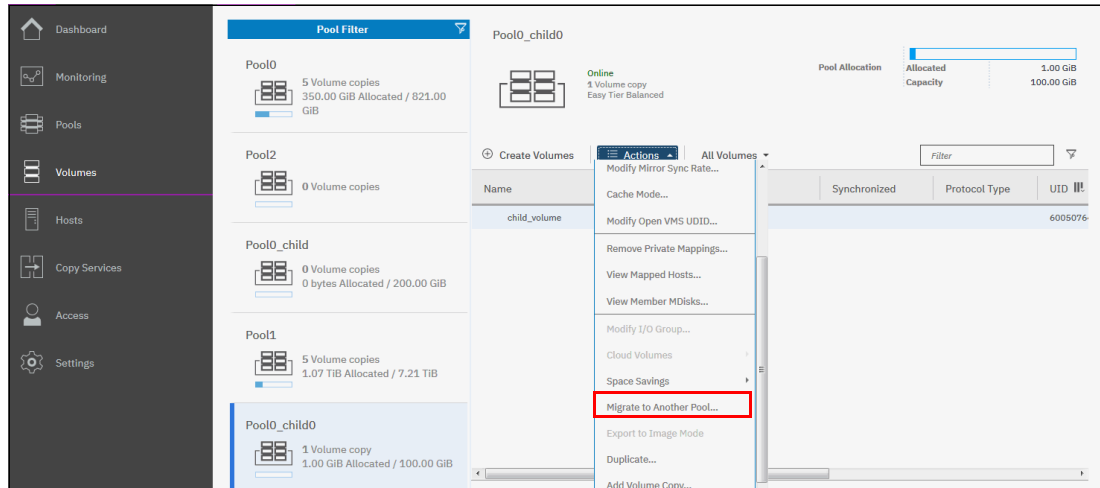 Dashboard
Monitoring
Pools
Volumes
Hosts
Copy Services
Access
Settings
Pool Filter
Pool0
5 Volume copies
350.00 GiB Allocated / 821.00
GiB
Pool2
0 Volume copies
Pool0_child
0 Volume copies
0 bytes Allocated / 200.00 GiB
Pool1
5 Volume copies
1.07 TiB Allocated / 7.21 TiB
Pool0_child0
1 Volume copy
1.00 GiB Allocated / 100.00 GiB
Pool0_child0
Online
1 Volume copy
Easy Tier Balanced
Pool Allocation
Allocated 1.00 GiB
Capacity 100.00 GiB
Create Volumes Actions All Volumes Filter
Name Synchronized Protocol Type UID
child_volume 6005076
Modify Mirror Sync Rate...
Cache Mode...
Modify Open VMS UDID...
Remove Private Mappings...
View Mapped Hosts...
View Member MDisks...
Modify I/O Group...
Cloud Volumes
Space Savings
Migrate to Another Pool...
Export to Image Mode
Duplicate...
Add Volume Copy...